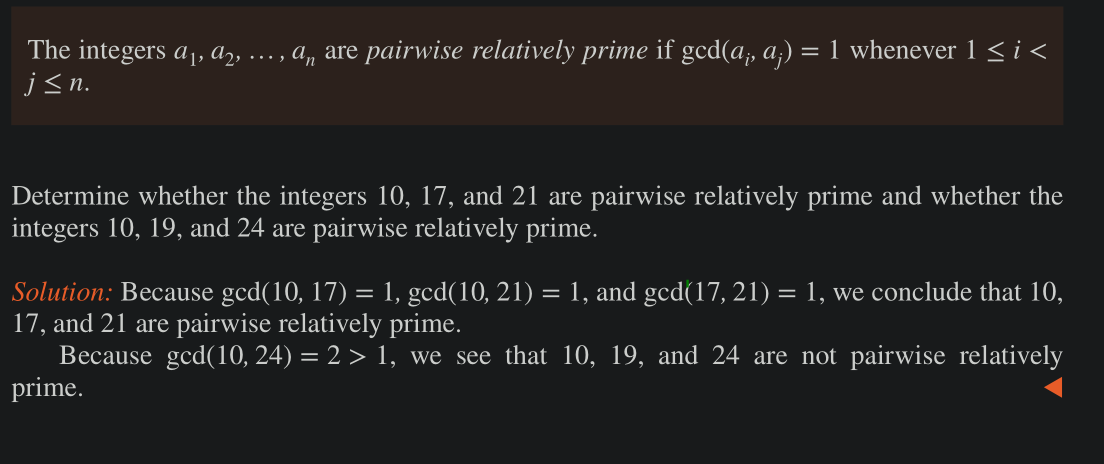 The integers a₁, a₂, … , aₙ are pairwise relatively prime if gcd(aᵢ, aⱼ) = 1 whenever 1 ≤ i <
j ≤ n.
Determine whether the integers 10, 17, and 21 are pairwise relatively prime and whether the
integers 10, 19, and 24 are pairwise relatively prime.
Solution: Because gcd(10, 17) = 1, gcd(10, 21) = 1, and gcd(17, 21) = 1, we conclude that 10,
17, and 21 are pairwise relatively prime.
Because gcd(10, 24) = 2 > 1, we see that 10, 19, and 24 are not pairwise relatively
prime.